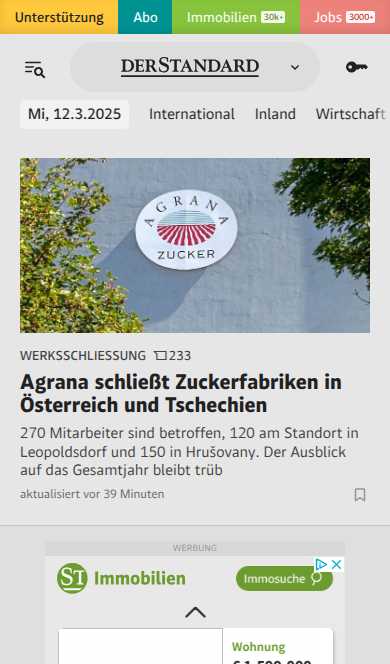 Unterstützung Abo Immobilien 30k+ Jobs 3000+
DERSTANDARD
Mi, 12.3.2025 International Inland Wirtschaft
AGRANA
ZUCKER
WERKSSCHLIESSUNG 233
Agrana schließt Zuckerfabriken in
Österreich und Tschechien
270 Mitarbeiter sind betroffen, 120 am Standort in
Leopoldsdorf und 150 in Hrušovany. Der Ausblick
auf das Gesamtjahr bleibt trüb
aktualisiert vor 39 Minuten
WERBUNG
ST Immobilien Immosuche
Wohnung